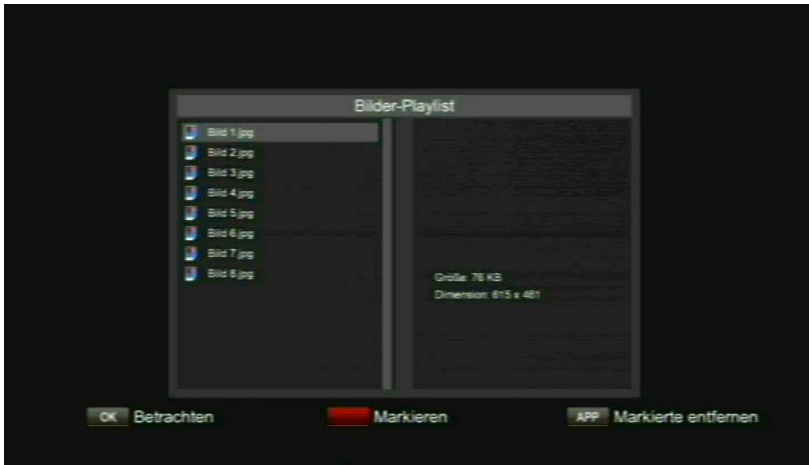 Bilder-Playlist
Bild 1.jpg
Bild 2.jpg
Bild 3.jpg
Bild 4.jpg
Bild 5.jpg
Bild 6.jpg
Bild 7.jpg
Bild 8.jpg
Größe: 76 KB
Dimension: 615 x 461
OK Betrachten
Markieren
APP Markierte entfernen